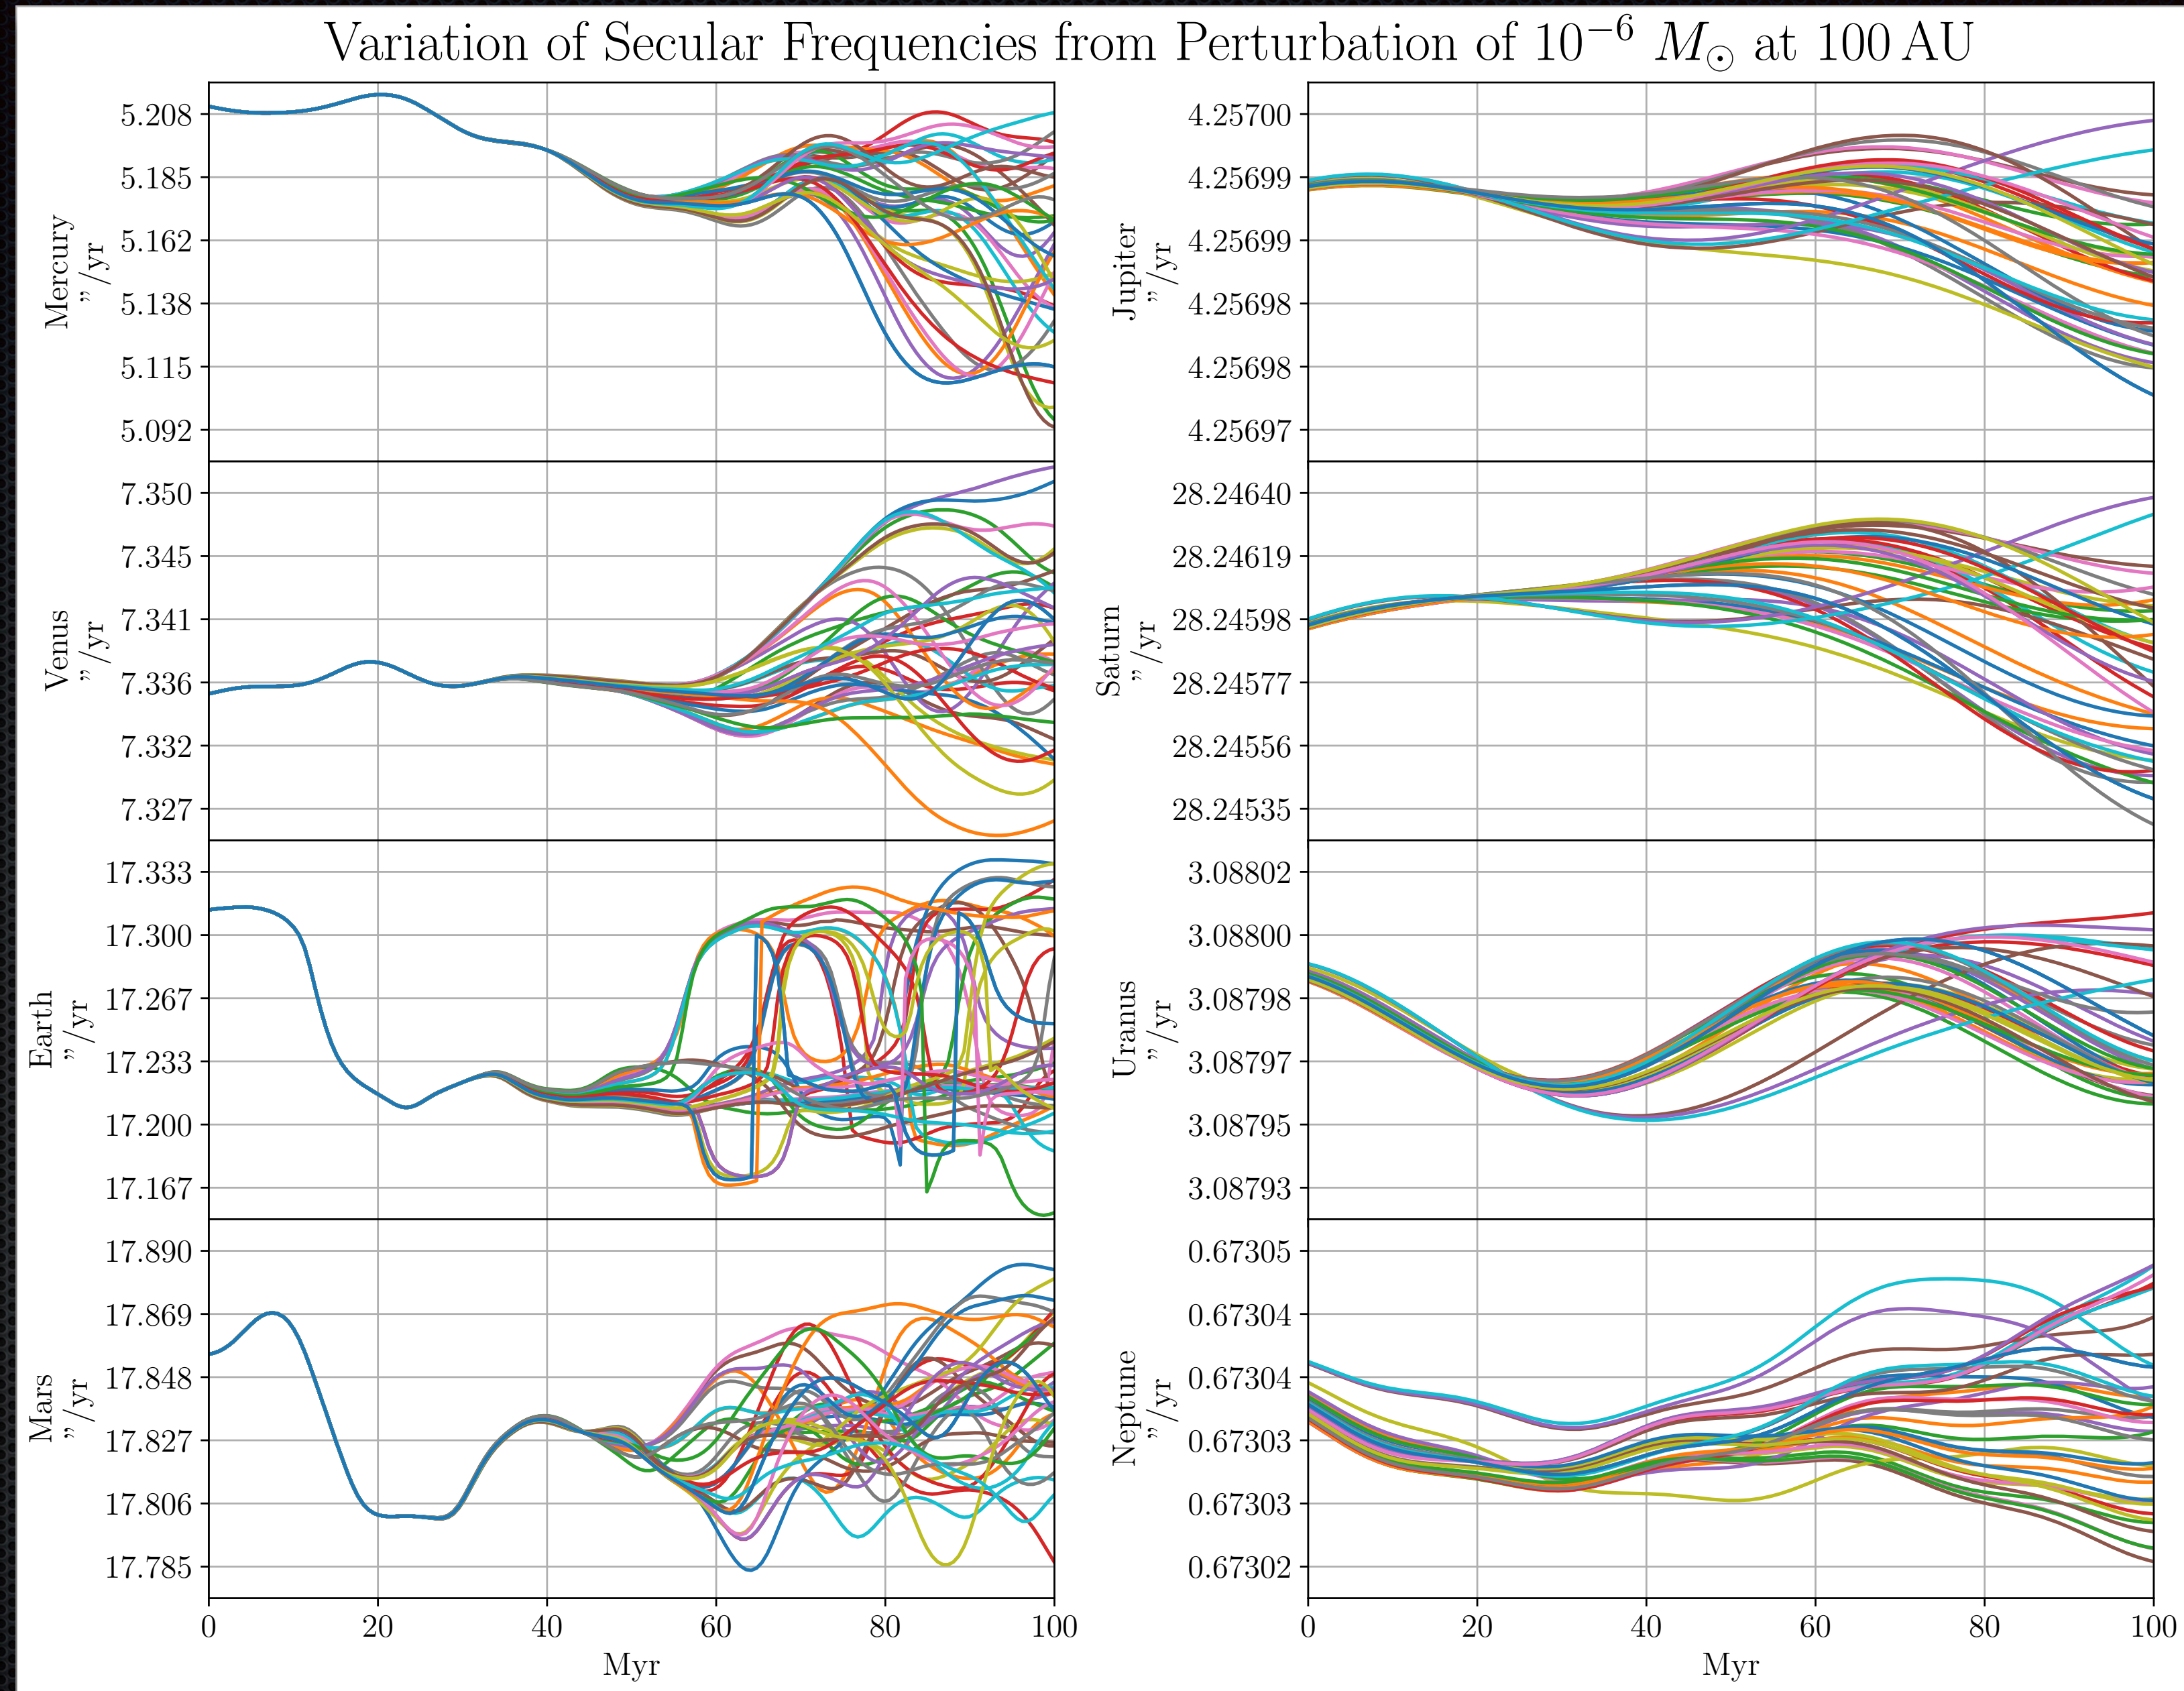 Variation of Secular Frequencies from Perturbation of 10⁻⁶ M☉ at 100 AU
Mercury
”/yr
5.208
5.185
5.162
5.138
5.115
5.092
Venus
”/yr
7.350
7.345
7.341
7.336
7.332
7.327
Earth
”/yr
17.333
17.300
17.267
17.233
17.200
17.167
Mars
”/yr
17.890
17.869
17.848
17.827
17.806
17.785
0 20 40 60 80 100
Myr
Jupiter
”/yr
4.25700
4.25699
4.25699
4.25698
4.25698
4.25697
Saturn
”/yr
28.24640
28.24619
28.24598
28.24577
28.24556
28.24535
Uranus
”/yr
3.08802
3.08800
3.08798
3.08797
3.08795
3.08793
Neptune
”/yr
0.67305
0.67304
0.67304
0.67303
0.67303
0.67302
0 20 40 60 80 100
Myr